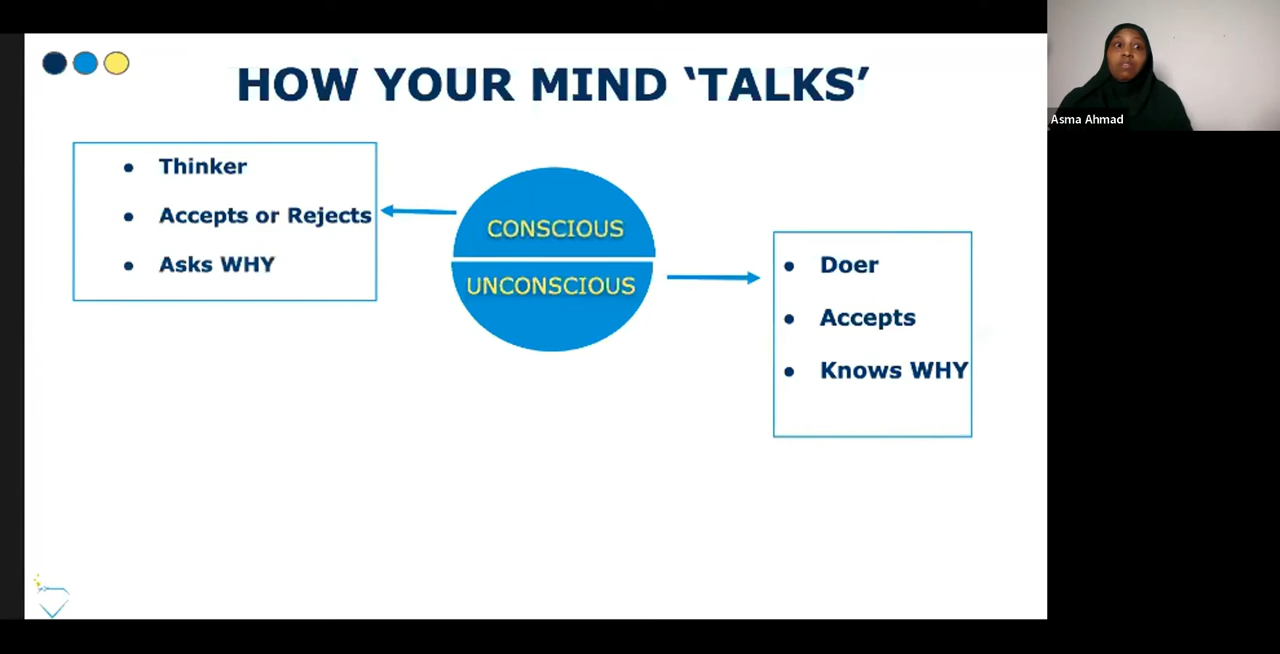 HOW YOUR MIND ‘TALKS’
Asma Ahmad
● Thinker
● Accepts or Rejects
● Asks WHY
CONSCIOUS
UNCONSCIOUS
● Doer
● Accepts
● Knows WHY